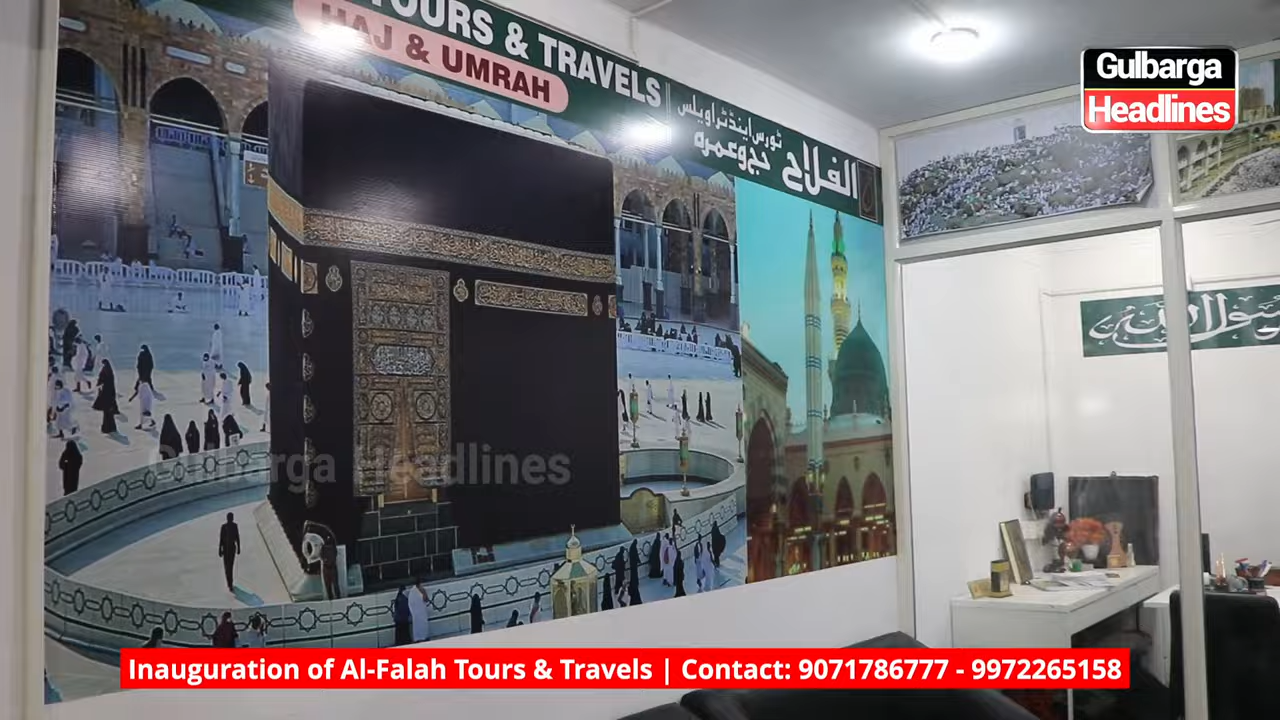 TOURS & TRAVELS
HAJ & UMRAH
ٹورس اینڈ ٹراویلس
الفلاح حج و عمرہ
Gulbarga
Headlines
Gulbarga Headlines
Inauguration of Al-Falah Tours & Travels | Contact: 9071786777 - 9972265158